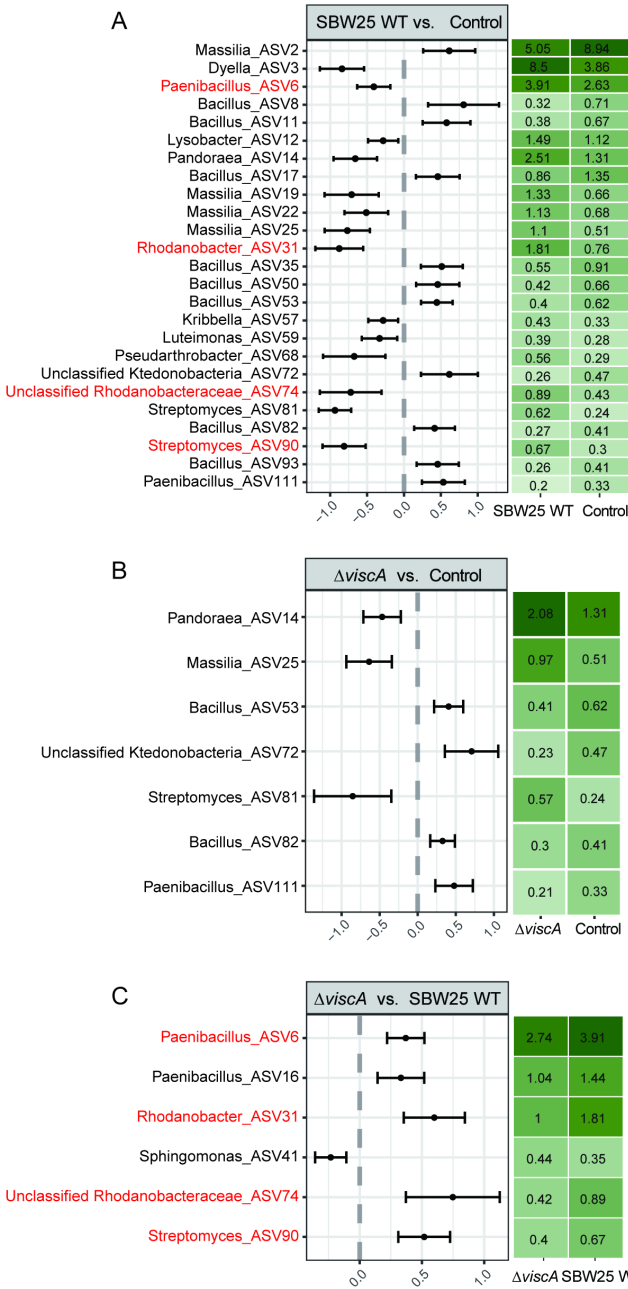 A
SBW25 WT vs. Control
Massilia_ASV2 5.05 8.94
Dyella_ASV3 8.5 3.86
Paenibacillus_ASV6 3.91 2.63
Bacillus_ASV8 0.32 0.71
Bacillus_ASV11 0.38 0.67
Lysobacter_ASV12 1.49 1.12
Pandoraea_ASV14 2.51 1.31
Bacillus_ASV17 0.86 1.35
Massilia_ASV19 1.33 0.66
Massilia_ASV22 1.13 0.68
Massilia_ASV25 1.1 0.51
Rhodanobacter_ASV31 1.81 0.76
Bacillus_ASV35 0.55 0.91
Bacillus_ASV50 0.42 0.66
Bacillus_ASV53 0.4 0.62
Kribbella_ASV57 0.43 0.33
Luteimonas_ASV59 0.39 0.28
Pseudarthrobacter_ASV68 0.56 0.29
Unclassified Ktedonobacteria_ASV72 0.26 0.47
Unclassified Rhodanobacteraceae_ASV74 0.89 0.43
Streptomyces_ASV81 0.62 0.24
Bacillus_ASV82 0.27 0.41
Streptomyces_ASV90 0.67 0.3
Bacillus_ASV93 0.26 0.41
Paenibacillus_ASV111 0.2 0.33
−1.0 −0.5 0.0 0.5 1.0 SBW25 WT Control
B
ΔviscA vs. Control
Pandoraea_ASV14 2.08 1.31
Massilia_ASV25 0.97 0.51
Bacillus_ASV53 0.41 0.62
Unclassified Ktedonobacteria_ASV72 0.23 0.47
Streptomyces_ASV81 0.57 0.24
Bacillus_ASV82 0.3 0.41
Paenibacillus_ASV111 0.21 0.33
−1.0 −0.5 0.0 0.5 1.0 ΔviscA Control
C
ΔviscA vs. SBW25 WT
Paenibacillus_ASV6 2.74 3.91
Paenibacillus_ASV16 1.04 1.44
Rhodanobacter_ASV31 1 1.81
Sphingomonas_ASV41 0.44 0.35
Unclassified Rhodanobacteraceae_ASV74 0.42 0.89
Streptomyces_ASV90 0.4 0.67
0.0 0.5 1.0 ΔviscA SBW25 W